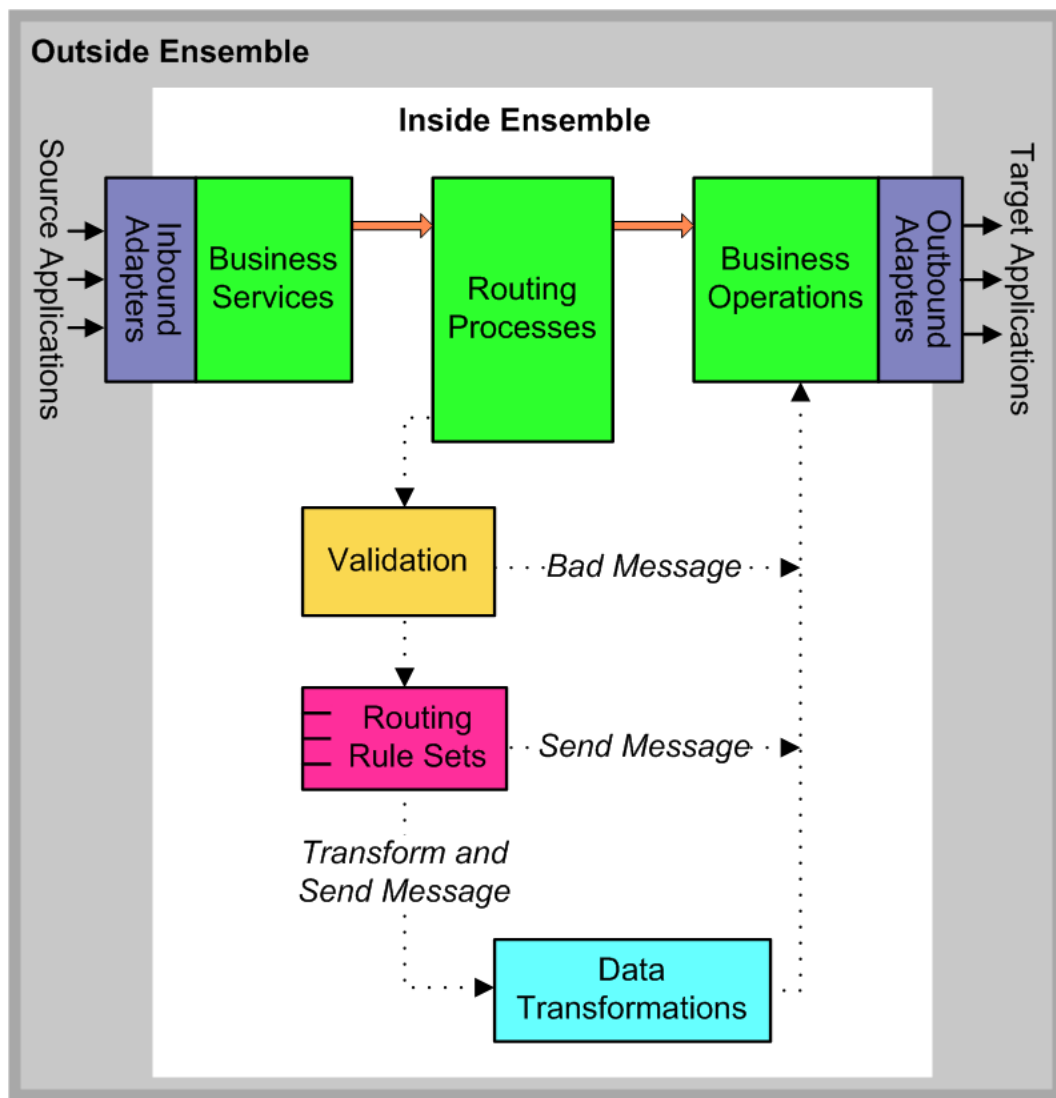 Outside Ensemble
Inside Ensemble
Source Applications
Inbound
Adapters
Business
Services
Routing
Processes
Business
Operations
Outbound
Adapters
Target Applications
Validation
Bad Message
Routing
Rule Sets
Send Message
Transform and
Send Message
Data
Transformations